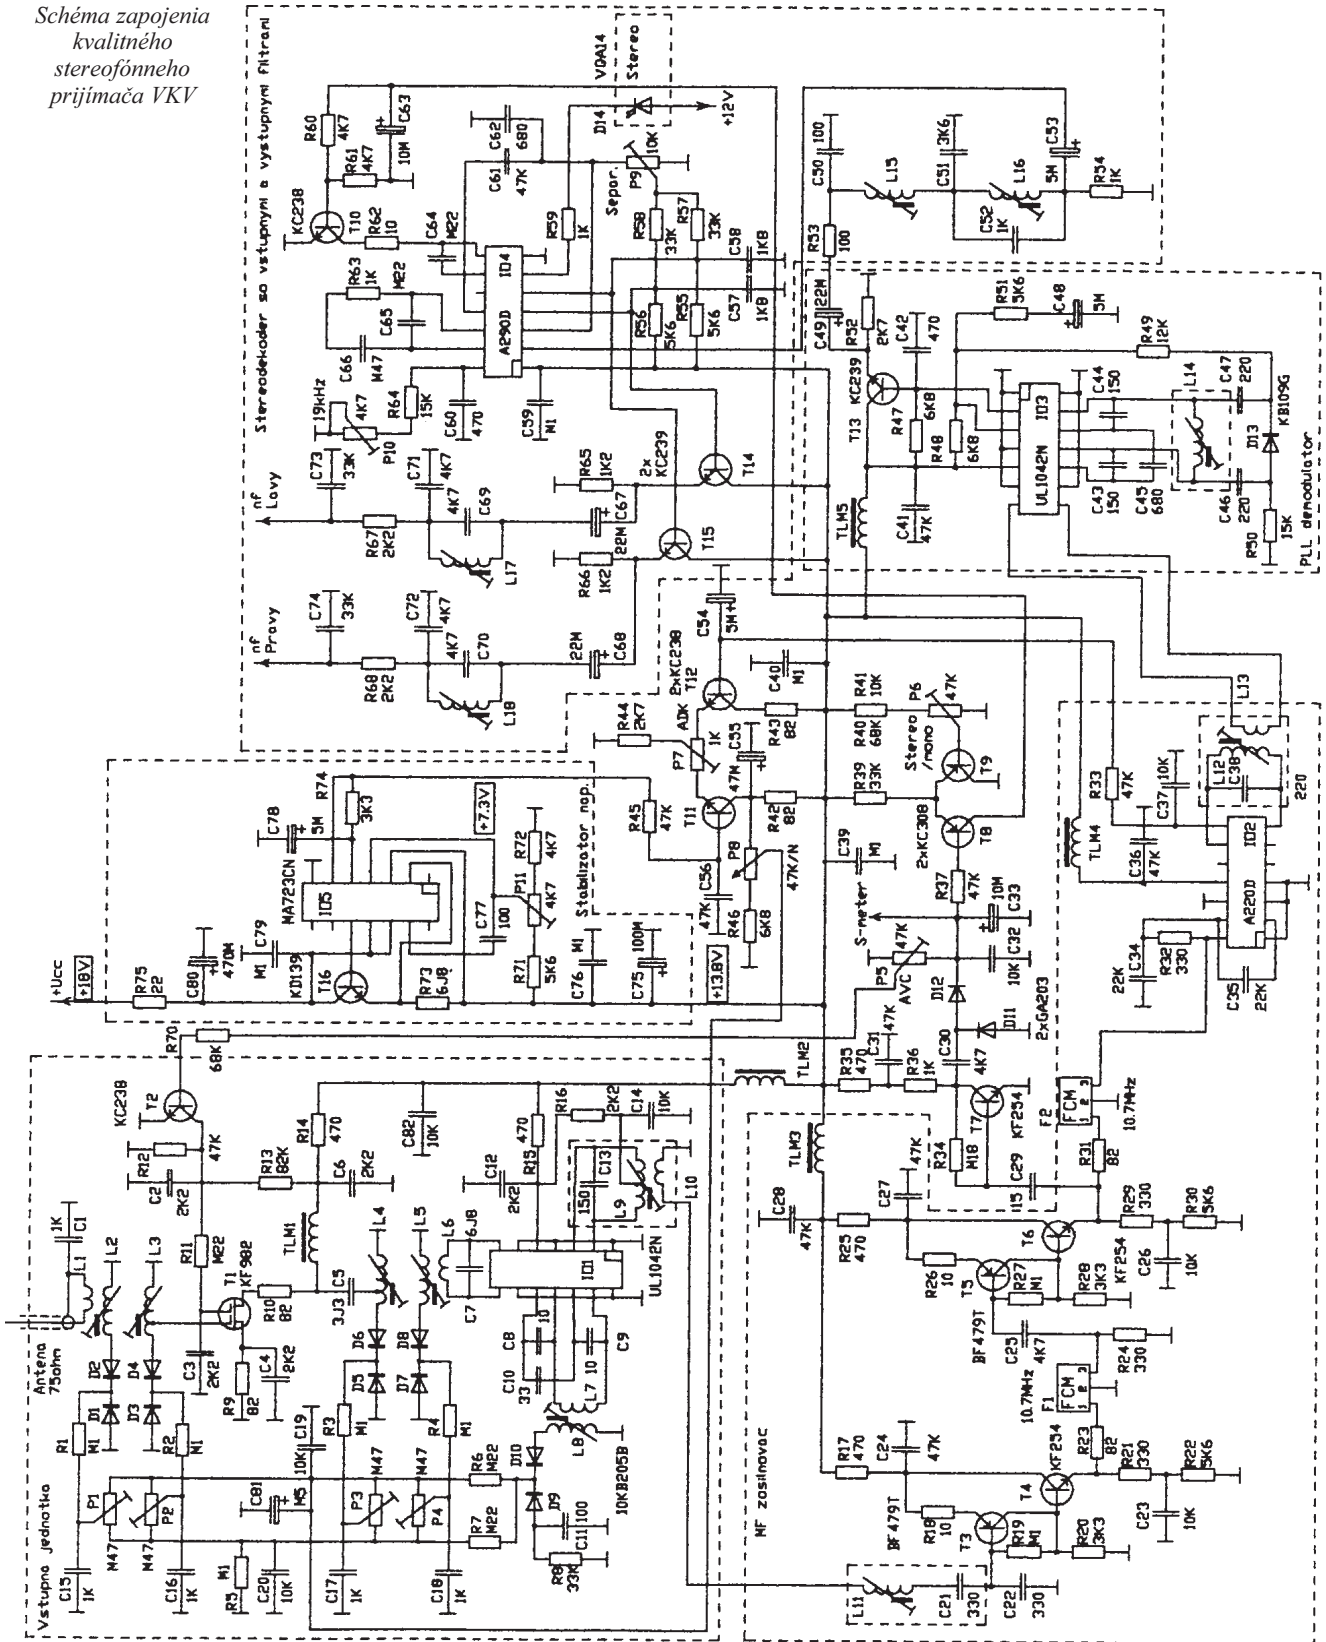 Schéma zapojenia
kvalitného
stereofónneho
prijímača VKV
Stereodekoder so vstupnymi a vystupnymi filtrami
KC238
T10
R60
4K7
R61
4K7
C63
10M
R62
10
R63
1K
M22
C64
M22
C65
C66
M47
IO4
A290D
C62
680
C61
47K
R59
1K
D14
VQA14
Stereo
+12V
Separ.
P9
10K
R58
33K
R57
33K
R56
5K6
R55
5K6
C58
1K8
C57
1K8
19kHz
4K7
P10
R64
15K
C60
470
C59
M1
C73
33K
C71
4K7
4K7
C69
R65
1K2
2x
KC239
T14
nf
Lavy
R67
2K2
L17
22M
C67
R66
1K2
T15
C74
33K
C72
4K7
4K7
C70
22M
C68
nf
Pravy
R68
2K2
L18
100
C50
L15
3K6
C51
L16
C52
1K
C53
5M
R54
1K
R53
100
22M
C49
R52
2K7
C42
470
KC239
T13
R47
6K8
R48
6K8
R51
5K6
C48
5M
R49
12K
C44
150
IO3
UL1042N
L14
C47
220
KB109G
D13
C43
150
C45
680
C46
220
R50
15K
TLM5
C41
47K
PLL demodulator
C54
5M
2xKC238
T12
C40
M1
R44
2K7
ADK
P7
1K
R43
82
C55
47M
T11
R42
82
R45
47K
P8
47K/N
C56
47K
R46
6K8
+13.8V
R41
10K
P6
47K
R40
68K
Stereo
/mono
R39
33K
T9
T8
2xKC308
C39
M1
R37
47K
S-meter
10M
C33
P5
47K
AVC
C32
10K
D12
D11
2xGA203
C31
47K
R35
470
R36
1K
C30
4K7
T7
KF254
R34
M18
C29
I15
TLM2
TLM3
TLM4
R33
47K
C37
10K
C36
47K
L13
L12
C38
220
IO2
A220D
C34
22K
R32
330
C35
22K
F2
FCM
10.7MHz
R31
82
C78
5M
R74
3K3
MA723CN
IO5
+7.3V
R72
4K7
P11
4K7
R71
5K6
C77
100
Stabilizator nap.
C79
M1
KD139
T16
R73
6J8
C76
M1
C75
100M
+Ucc
+18V
R75
22
C80
470M
R70
68K
KC238
T2
R12
47K
C2
2K2
R13
82K
R14
470
C6
2K2
C82
10K
C12
2K2
R15
470
R16
2K2
C14
10K
C13
150
L9
L10
1K
C1
L1
L2
L3
Antena
75ohm
R11
M22
T1
KF982
TLM1
R10
82
C5
3J3
L4
L5
L6
6J8
C7
IO1
UL1042N
D2
D4
D1
D3
C3
2K2
R9
82
C4
2K2
D6
D8
D5
D7
C8
10
C10
33
10
C9
L7
L8
R1
M1
R2
M1
R3
M1
R4
M1
C19
10K
C81
M5
P1
M47
P2
M47
P3
M47
P4
M47
R6
M22
R7
M22
D10
D9
10KB205B
C11
100
R8
33K
C15
1K
C16
1K
R5
M1
C20
10K
C17
1K
C18
1K
Vstupna jednotka
C28
47K
C27
47K
R25
470
R26
10
T5
BF479T
T6
KF254
R27
M1
R28
3K3
R29
330
R30
5K6
C26
10K
C25
4K7
R24
330
F1
FCM
10.7MHz
R23
82
R17
470
C24
47K
BF479T
R18
10
T3
T4
KF254
R19
M1
R20
3K3
R21
330
R22
5K6
C23
10K
MF zosilnovac
L11
C21
330
C22
330